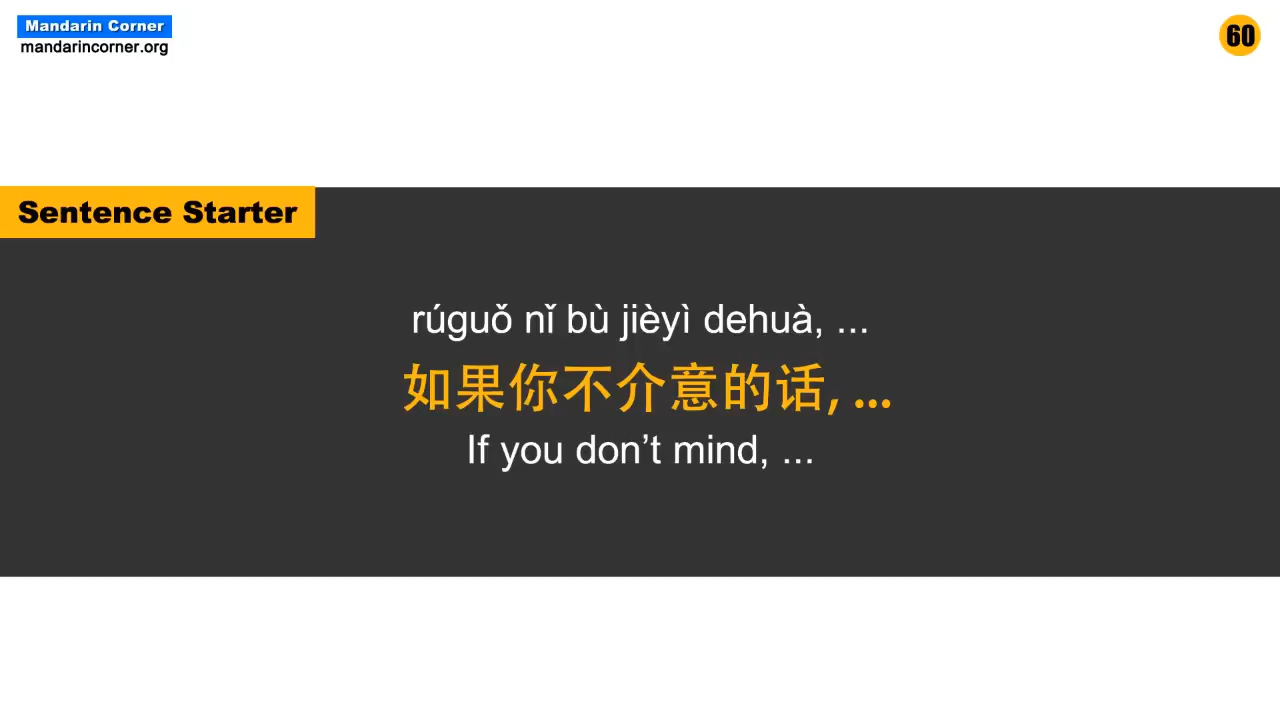 Mandarin Corner
mandarincorner.org
60
Sentence Starter
rúguǒ nǐ bù jièyì dehuà, ...
如果你不介意的话, ...
If you don’t mind, ...